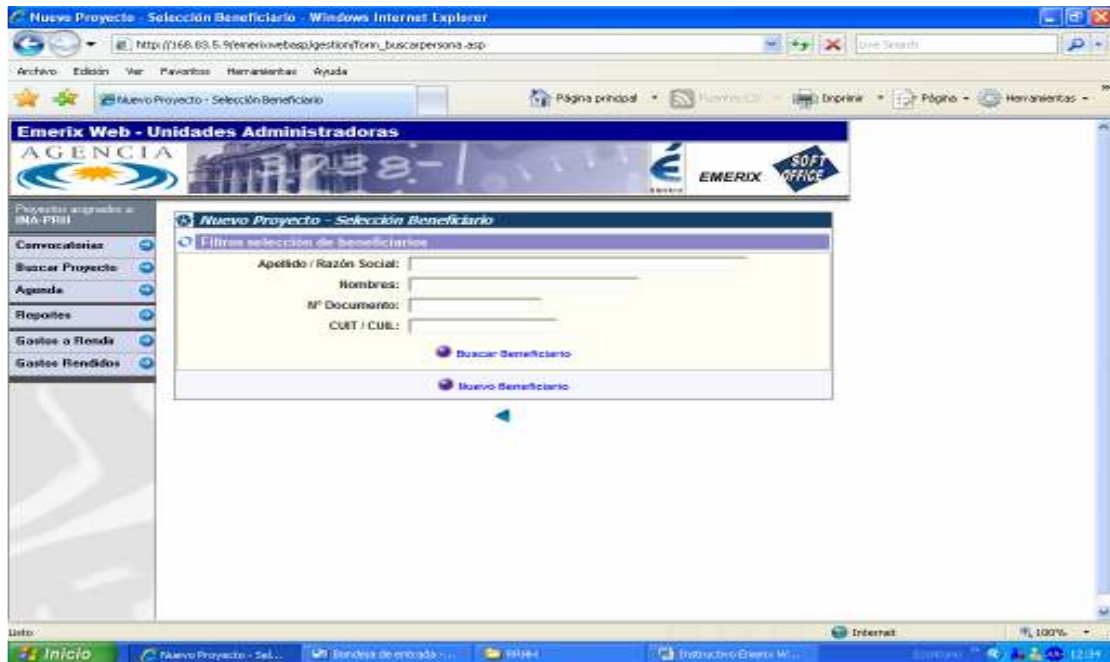 Nuevo Proyecto - Selección Beneficiario - Windows Internet Explorer
Live Search
Archivo Edición Ver Favoritos Herramientas Ayuda
Nuevo Proyecto - Selección Beneficiario
Página principal
Imprimir
Página
Herramientas
Emerix Web - Unidades Administradoras
AGENCIA
EMERIX
SOFT OFFICE
Nuevo Proyecto - Selección Beneficiario
Filtros selección de beneficiarios
Convocatorias
Buscar Proyecto
Agenda
Reportes
Gastos a Rendir
Gastos Rendidos
Apellido / Razón Social:
Nombres:
Nº Documento:
CUIT / CUIL:
Buscar Beneficiario
Nuevo Beneficiario
Listo
Internet
100%
Inicio
Nuevo Proyecto - Sel...
Bandeja de entrada - ...
RRHH
Instructivo Emerix W...
12:04